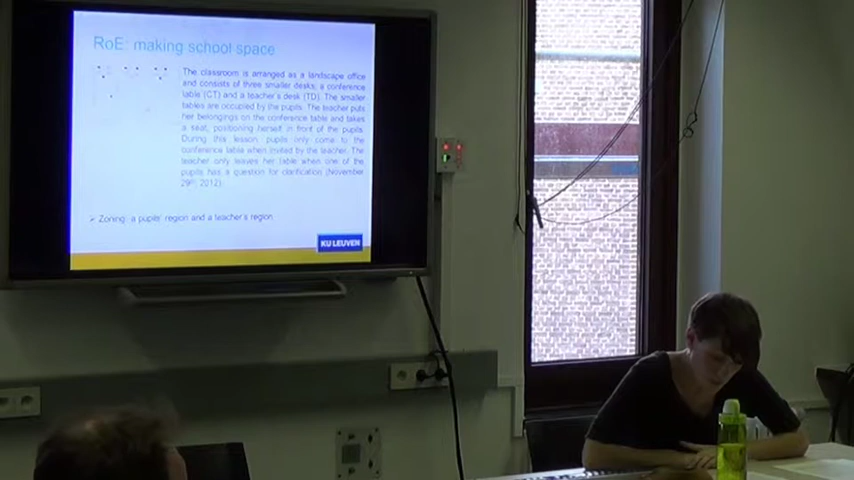 RoE: making school space
The classroom is arranged as a landscape office
and consists of three smaller desks, a conference
table (CT) and a teacher's desk (TD). The smaller
tables are occupied by the pupils. The teacher puts
her belongings on the conference table and takes
a seat, positioning herself in front of the pupils.
During this lesson, pupils only come to the
conference table when invited by the teacher. The
teacher only leaves her table when one of the
pupils has a question for clarification (November
29th, 2012).
➢ Zoning: a pupils' region and a teacher's region
KU LEUVEN